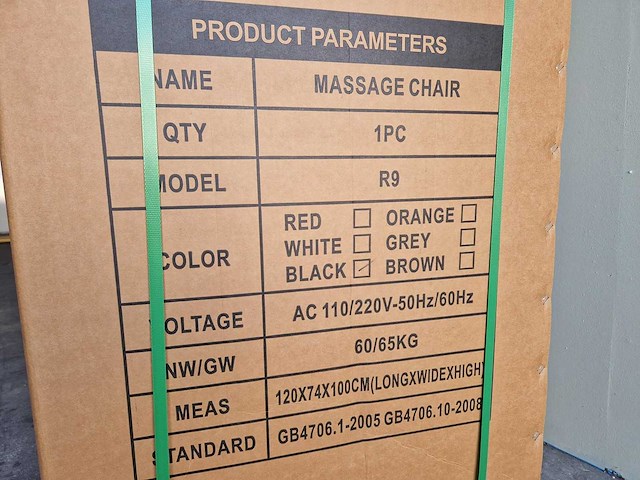 PRODUCT PARAMETERS
NAME MASSAGE CHAIR
QTY 1PC
MODEL R9
COLOR
RED ☐ ORANGE ☐
WHITE ☐ GREY ☐
BLACK ☑ BROWN ☐
VOLTAGE AC 110/220V-50Hz/60Hz
NW/GW 60/65KG
MEAS 120X74X100CM(LONGXWIDEXHIGH)
STANDARD GB4706.1-2005 GB4706.10-2008